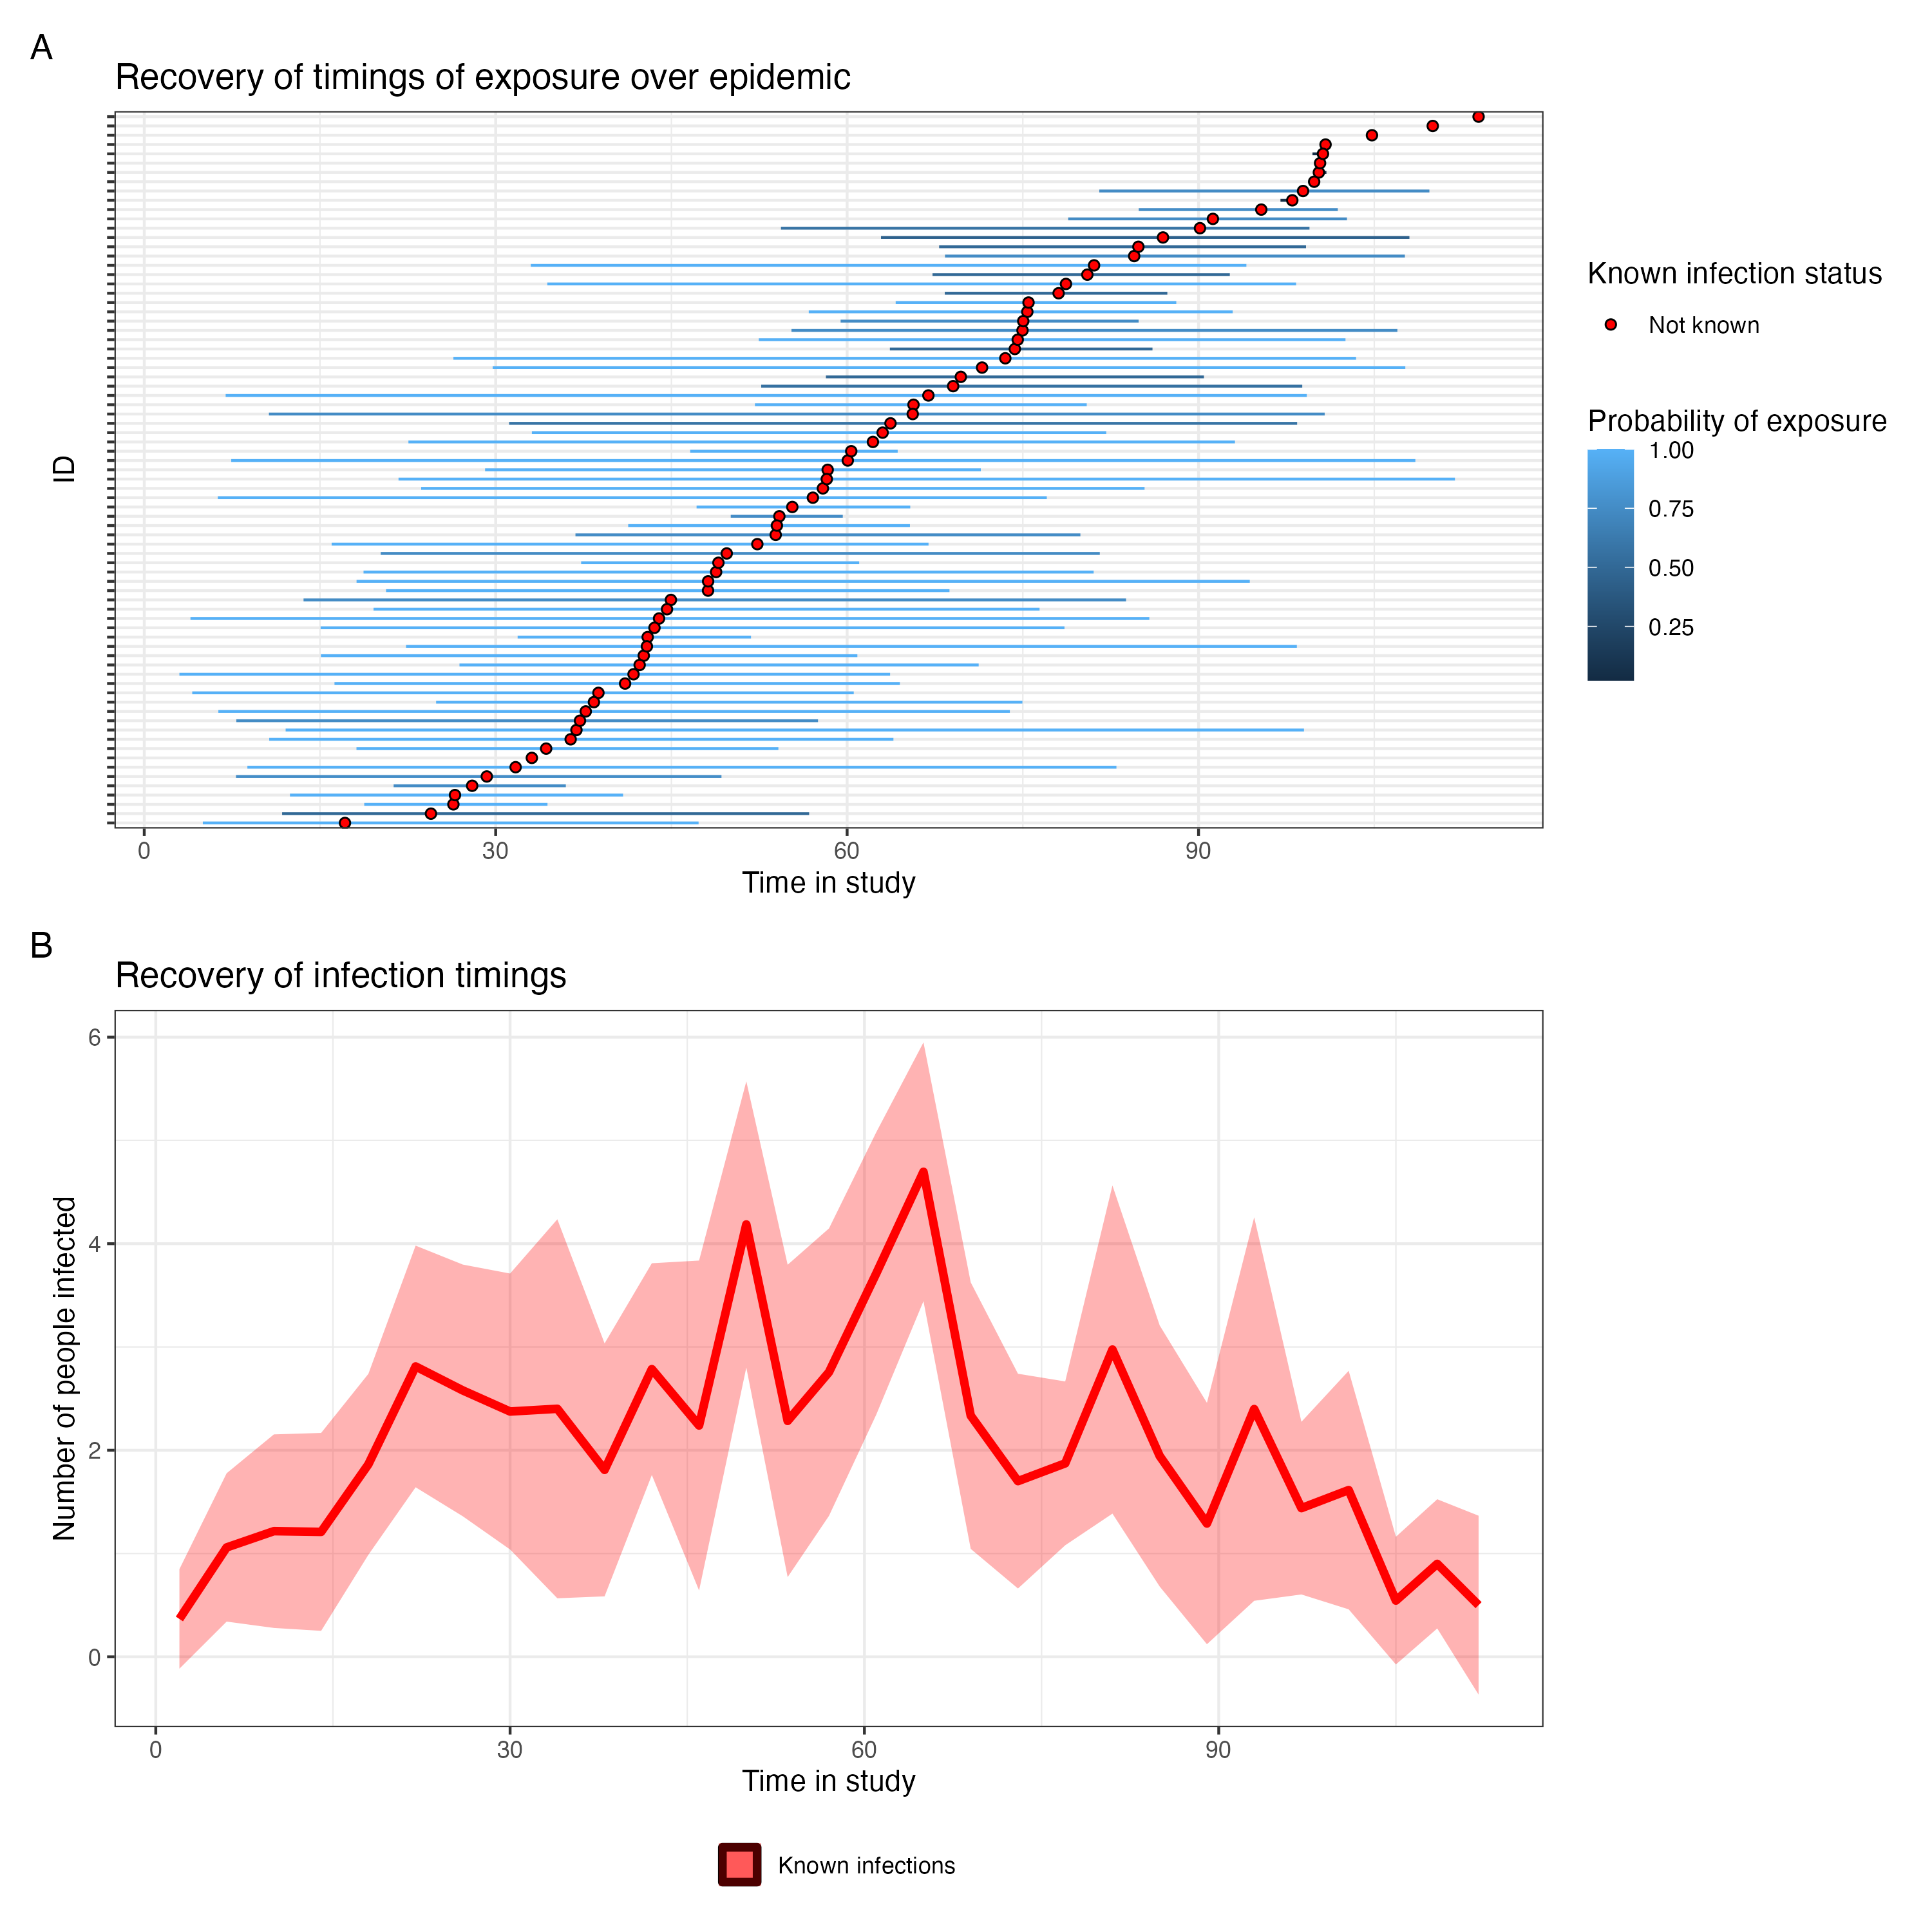 A
Recovery of timings of exposure over epidemic
ID
0 30 60 90
Time in study
Known infection status
Not known
Probability of exposure
1.00
0.75
0.50
0.25
B
Recovery of infection timings
Number of people infected
6
4
2
0
0 30 60 90
Time in study
Known infections